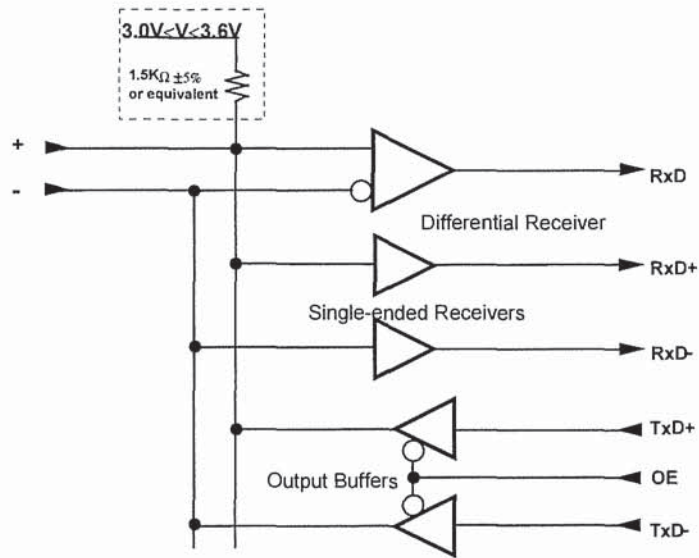 3.0V<V<3.6V
1.5KΩ ±5%
or equivalent
+
-
RxD
Differential Receiver
RxD+
Single-ended Receivers
RxD-
TxD+
Output Buffers
OE
TxD-